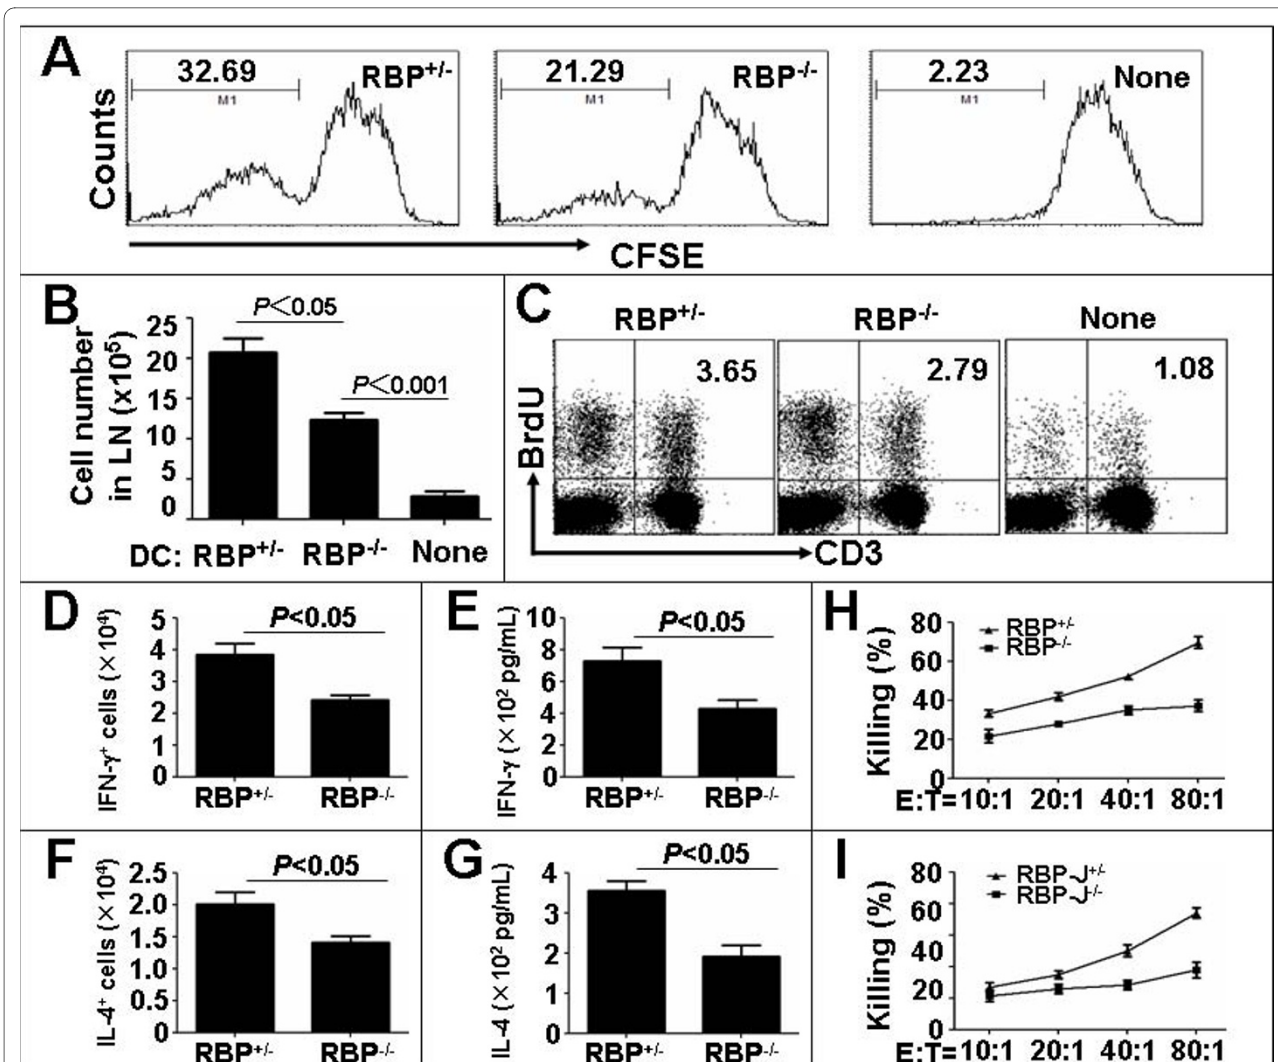 A
32.69
RBP+/-
M1
21.29
RBP-/-
M1
2.23
None
M1
Counts
CFSE
B
P<0.05
P<0.001
Cell number
in LN (x10⁵)
25
20
15
10
5
0
DC: RBP+/- RBP-/- None
C
RBP+/- RBP-/- None
3.65
2.79
1.08
BrdU
CD3
D
P<0.05
IFN-γ⁺ cells (×10⁴)
5
4
3
2
1
0
RBP+/- RBP-/-
E
P<0.05
IFN-γ (×10² pg/mL)
10
8
6
4
2
0
RBP+/- RBP-/-
H
RBP+/-
RBP-/-
Killing (%)
80
60
40
20
0
E:T=10:1 20:1 40:1 80:1
F
P<0.05
IL-4⁺ cells (×10⁴)
2.5
2.0
1.5
1.0
0.5
0
RBP+/- RBP-/-
G
P<0.05
IL-4 (×10² pg/mL)
4
3
2
1
0
RBP+/- RBP-/-
I
RBP-J+/-
RBP-J-/-
Killing (%)
80
60
40
20
0
E:T=10:1 20:1 40:1 80:1